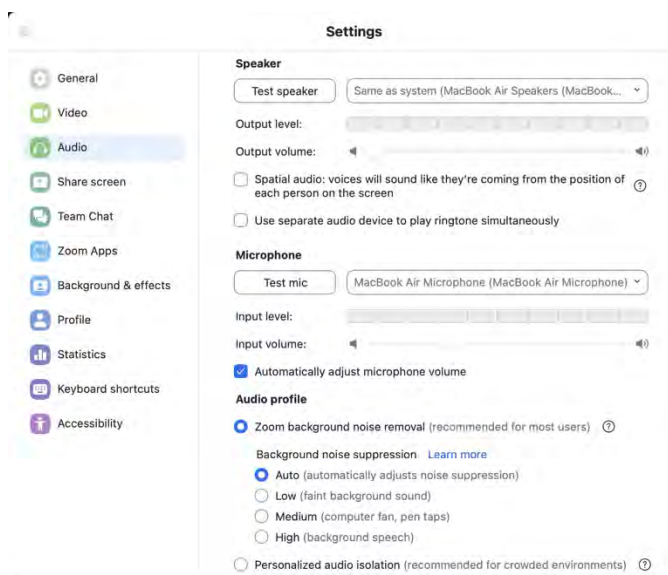 Settings
General
Video
Audio
Share screen
Team Chat
Zoom Apps
Background & effects
Profile
Statistics
Keyboard shortcuts
Accessibility
Speaker
Test speaker
Same as system (MacBook Air Speakers (MacBook...
Output level:
Output volume:
Spatial audio: voices will sound like they're coming from the position of
each person on the screen
Use separate audio device to play ringtone simultaneously
Microphone
Test mic
MacBook Air Microphone (MacBook Air Microphone)
Input level:
Input volume:
Automatically adjust microphone volume
Audio profile
Zoom background noise removal (recommended for most users)
Background noise suppression Learn more
Auto (automatically adjusts noise suppression)
Low (faint background sound)
Medium (computer fan, pen taps)
High (background speech)
Personalized audio isolation (recommended for crowded environments)